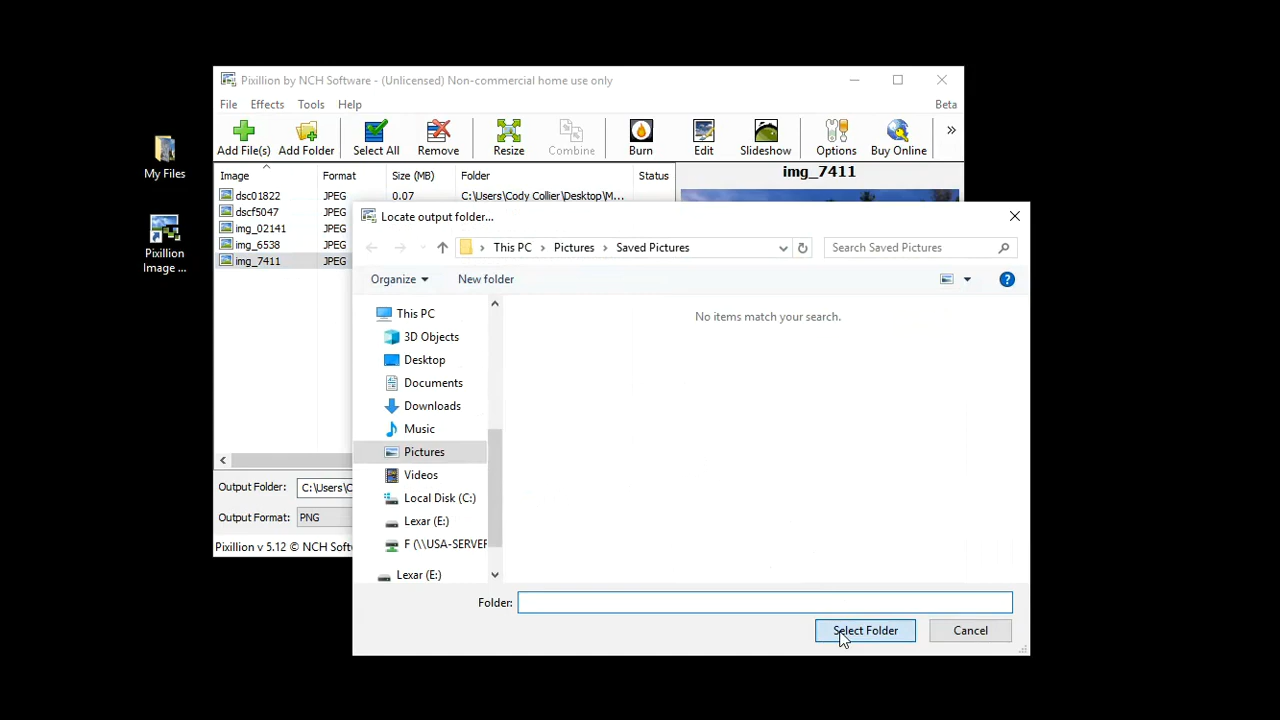 Pixillion by NCH Software - (Unlicensed) Non-commercial home use only
File Effects Tools Help Beta
Add File(s) Add Folder Select All Remove Resize Combine Burn Edit Slideshow Options Buy Online »
My Files
Pixillion
Image ...
Image Format Size (MB) Folder Status
img_7411
dsc01822 JPEG 0.07 C:\Users\Cody Collier\Desktop\M...
dscf5047 JPEG
img_02141 JPEG
img_6538 JPEG
img_7411 JPEG
Output Folder: C:\Users\C
Output Format: PNG
Pixillion v 5.12 © NCH Softw
Locate output folder...
This PC > Pictures > Saved Pictures
Search Saved Pictures
Organize New folder
No items match your search.
This PC
3D Objects
Desktop
Documents
Downloads
Music
Pictures
Videos
Local Disk (C:)
Lexar (E:)
F (\\USA-SERVER
Lexar (E:)
Folder:
Select Folder Cancel